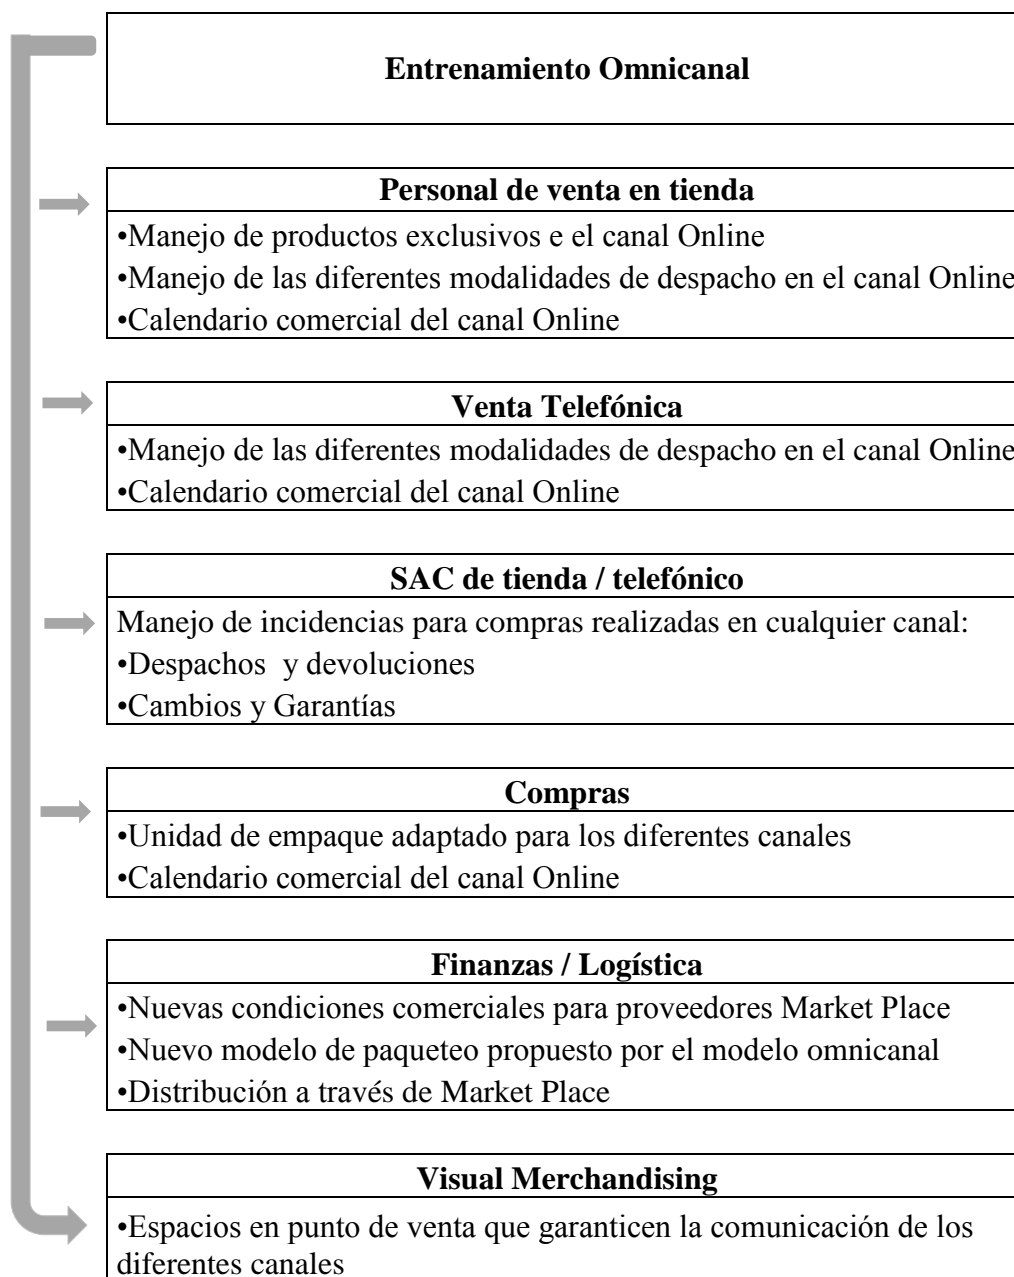 Entrenamiento Omnicanal
Personal de venta en tienda
•Manejo de productos exclusivos e el canal Online
•Manejo de las diferentes modalidades de despacho en el canal Online
•Calendario comercial del canal Online
Venta Telefónica
•Manejo de las diferentes modalidades de despacho en el canal Online
•Calendario comercial del canal Online
SAC de tienda / telefónico
Manejo de incidencias para compras realizadas en cualquier canal:
•Despachos  y devoluciones
•Cambios y Garantías
Compras
•Unidad de empaque adaptado para los diferentes canales
•Calendario comercial del canal Online
Finanzas / Logística
•Nuevas condiciones comerciales para proveedores Market Place
•Nuevo modelo de paqueteo propuesto por el modelo omnicanal
•Distribución a través de Market Place
Visual Merchandising
•Espacios en punto de venta que garanticen la comunicación de los
diferentes canales